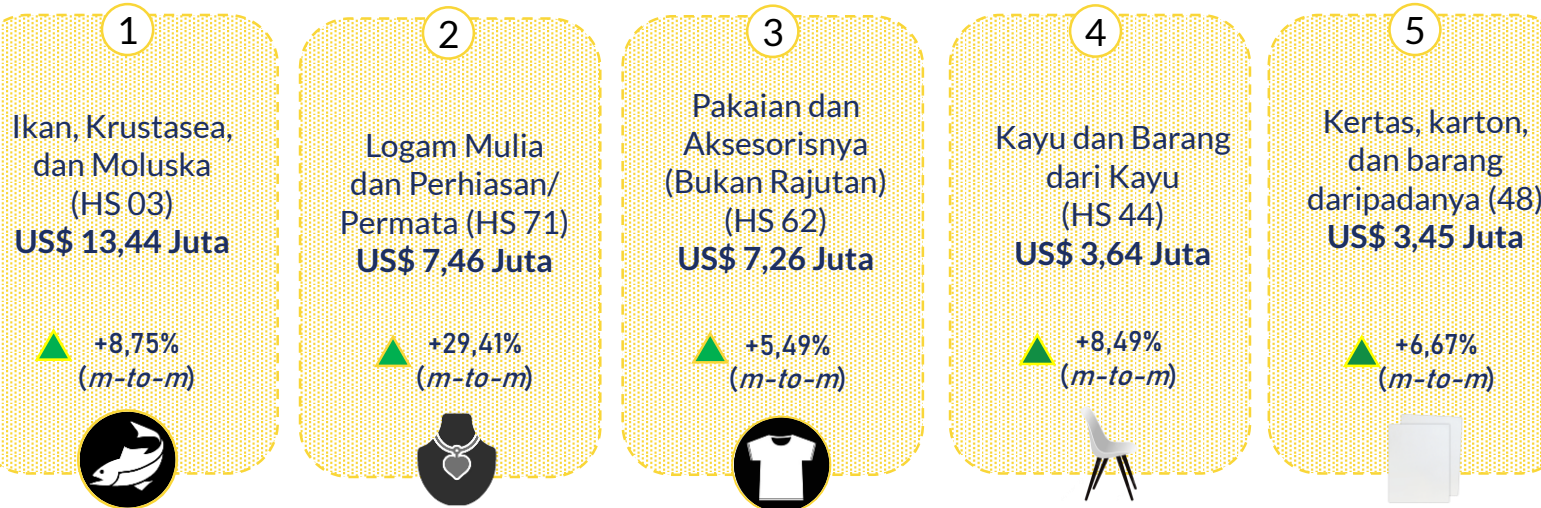 1
Ikan, Krustasea,
dan Moluska
(HS 03)
US$ 13,44 Juta
+8,75%
(m-to-m)
2
Logam Mulia
dan Perhiasan/
Permata (HS 71)
US$ 7,46 Juta
+29,41%
(m-to-m)
3
Pakaian dan
Aksesorisnya
(Bukan Rajutan)
(HS 62)
US$ 7,26 Juta
+5,49%
(m-to-m)
4
Kayu dan Barang
dari Kayu
(HS 44)
US$ 3,64 Juta
+8,49%
(m-to-m)
5
Kertas, karton,
dan barang
daripadanya (48)
US$ 3,45 Juta
+6,67%
(m-to-m)